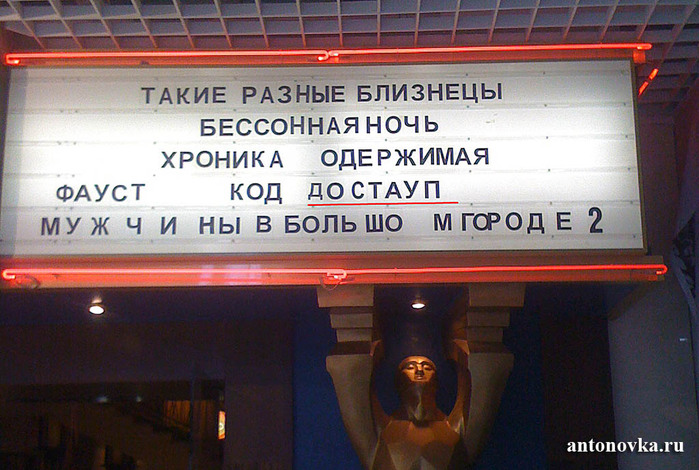 ТАКИЕ РАЗНЫЕ БЛИЗНЕЦЫ
БЕССОННАЯ НОЧЬ
ХРОНИКА ОДЕРЖИМАЯ
ФАУСТ КОД ДОСТАУП
МУЖЧИНЫ В БОЛЬШОМ ГОРОДЕ 2
antonovka.ru